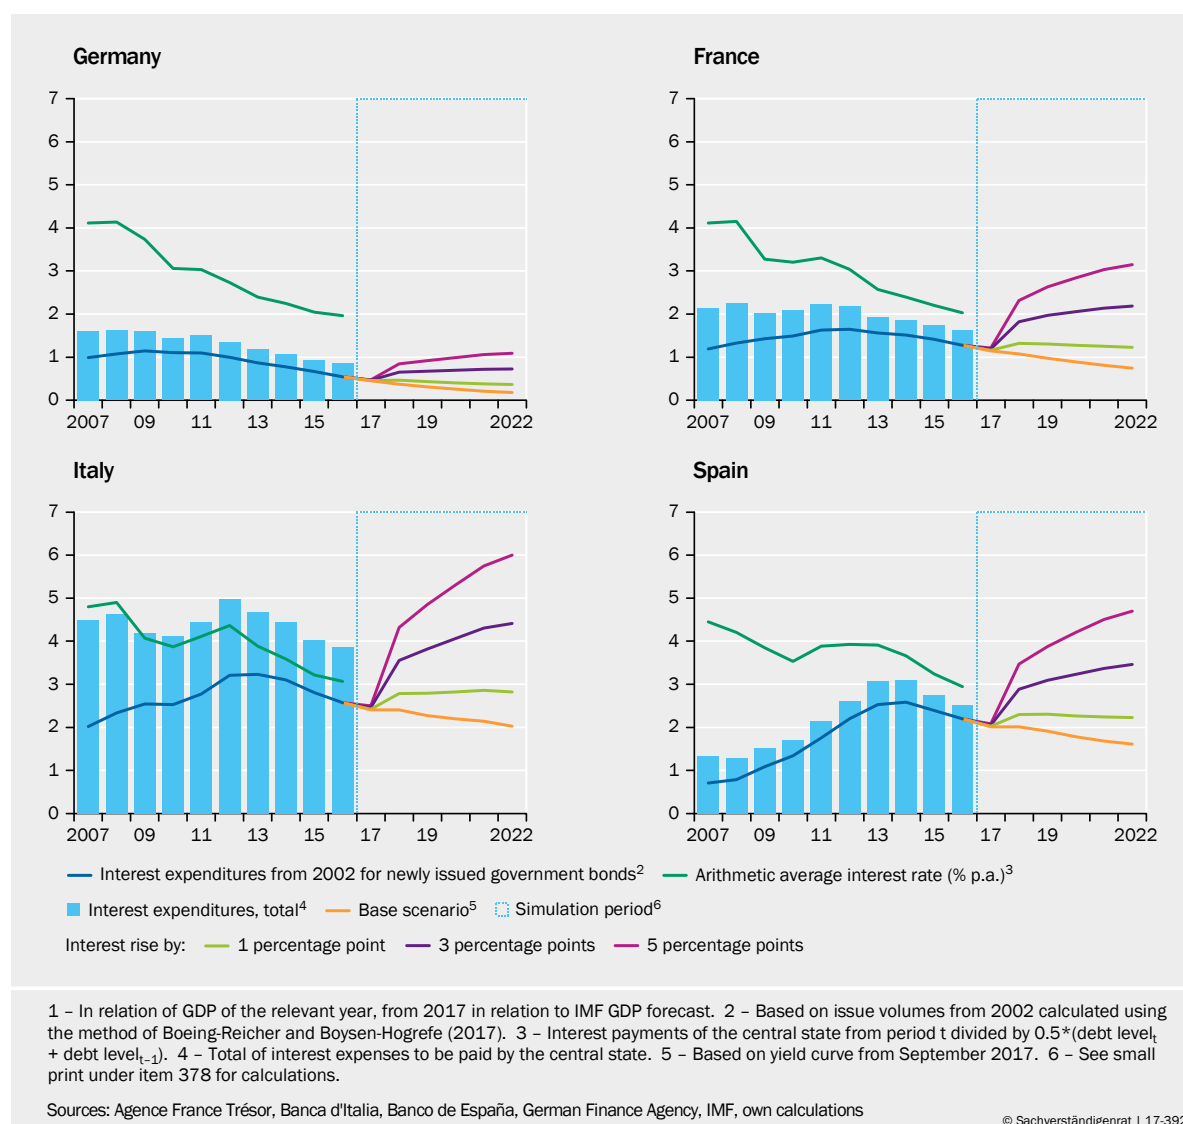 Germany
7
6
5
4
3
2
1
0
2007 09 11 13 15 17 19 2022
France
7
6
5
4
3
2
1
0
2007 09 11 13 15 17 19 2022
Italy
7
6
5
4
3
2
1
0
2007 09 11 13 15 17 19 2022
Spain
7
6
5
4
3
2
1
0
2007 09 11 13 15 17 19 2022
Interest expenditures from 2002 for newly issued government bonds2 Arithmetic average interest rate (% p.a.)3
Interest expenditures, total4 Base scenario5 Simulation period6
Interest rise by: 1 percentage point 3 percentage points 5 percentage points
1 – In relation of GDP of the relevant year, from 2017 in relation to IMF GDP forecast. 2 – Based on issue volumes from 2002 calculated using
the method of Boeing-Reicher and Boysen-Hogrefe (2017). 3 – Interest payments of the central state from period t divided by 0.5*(debt levelt
+ debt levelt–1). 4 – Total of interest expenses to be paid by the central state. 5 – Based on yield curve from September 2017. 6 – See small
print under item 378 for calculations.
Sources: Agence France Trésor, Banca d'Italia, Banco de España, German Finance Agency, IMF, own calculations
© Sachverständigenrat | 17-392